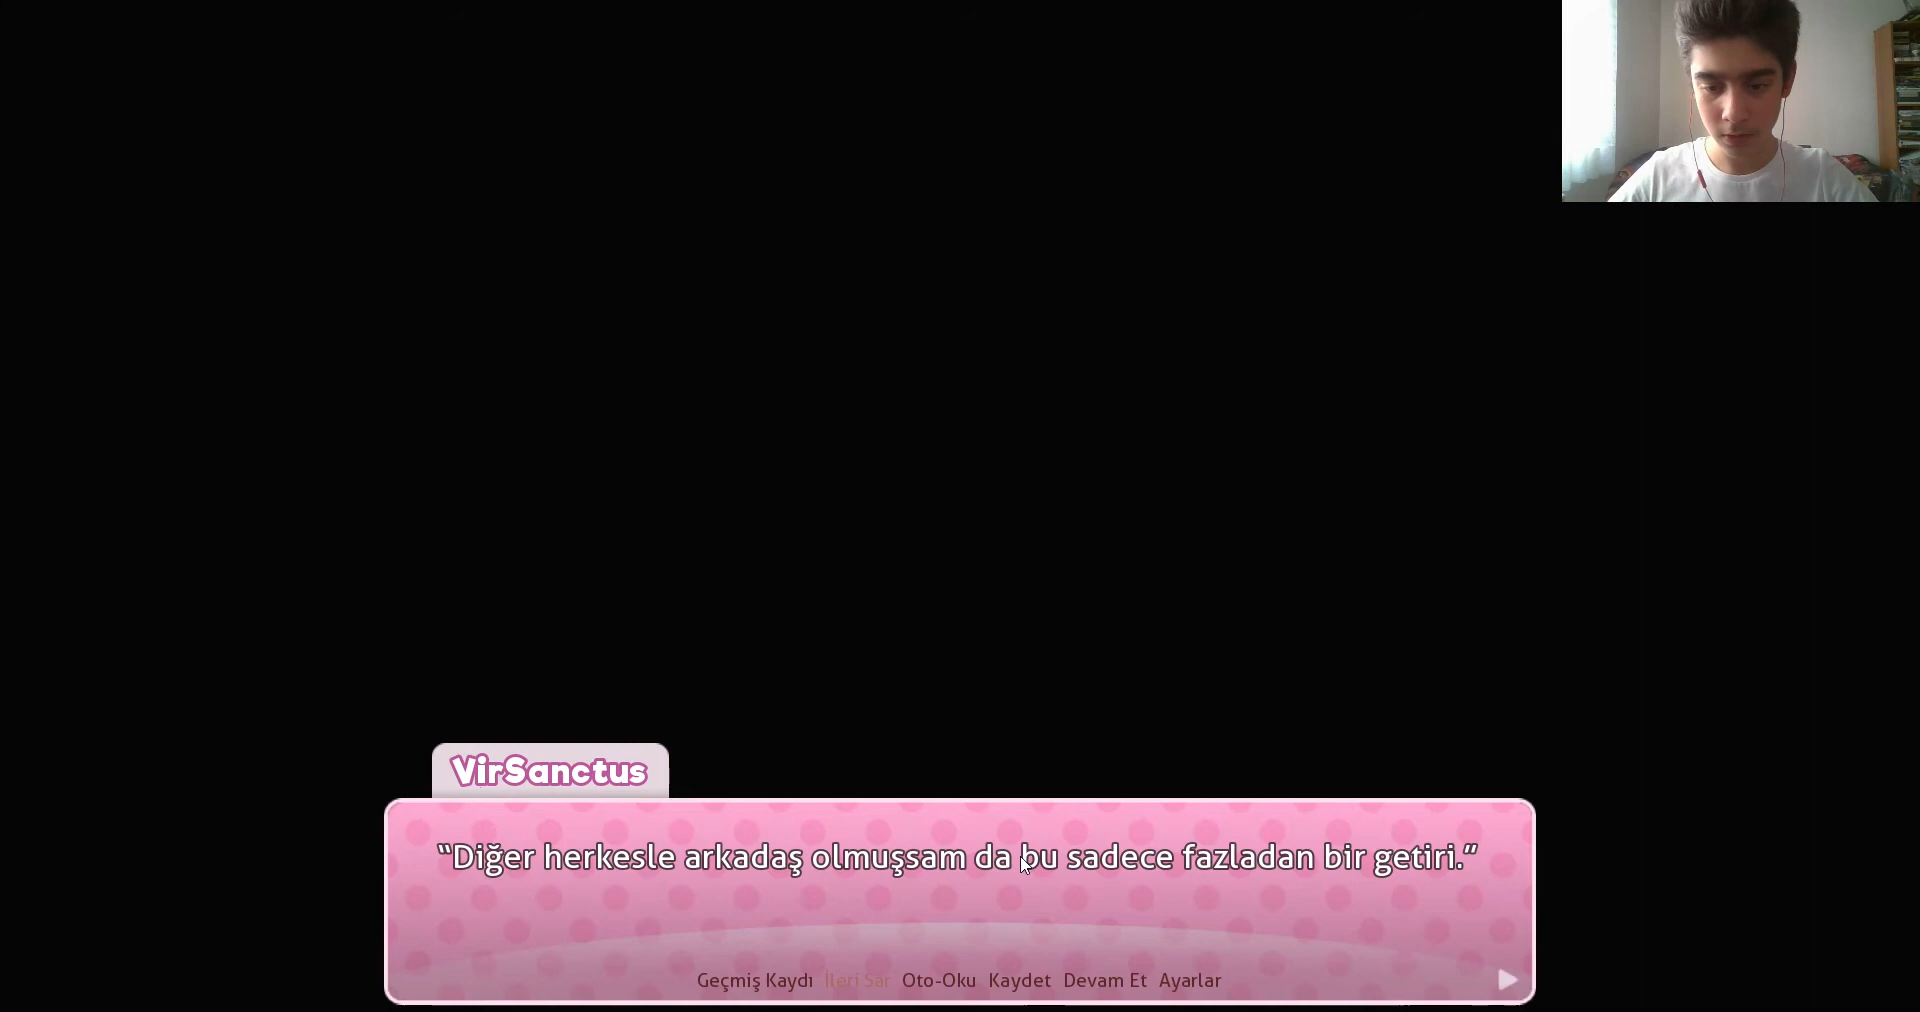 VirSanctus
“Diğer herkesle arkadaş olmuşsam da bu sadece fazladan bir getiri.”
Geçmiş Kaydı İleri Sar Oto-Oku Kaydet Devam Et Ayarlar